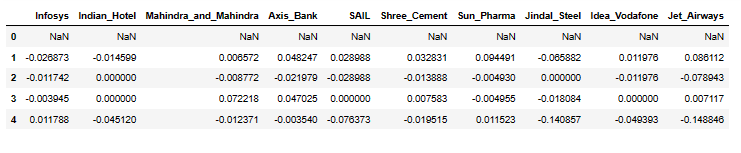 Infosys Indian_Hotel Mahindra_and_Mahindra Axis_Bank SAIL Shree_Cement Sun_Pharma Jindal_Steel Idea_Vodafone Jet_Airways
0 NaN NaN NaN NaN NaN NaN NaN NaN NaN NaN
1 -0.026873 -0.014599 0.006572 0.048247 0.028988 0.032831 0.094491 -0.065882 0.011976 0.086112
2 -0.011742 0.000000 -0.008772 -0.021979 -0.028988 -0.013888 -0.004930 0.000000 -0.011976 -0.078943
3 -0.003945 0.000000 0.072218 0.047025 0.000000 0.007583 -0.004955 -0.018084 0.000000 0.007117
4 0.011788 -0.045120 -0.012371 -0.003540 -0.076373 -0.019515 0.011523 -0.140857 -0.049393 -0.148846